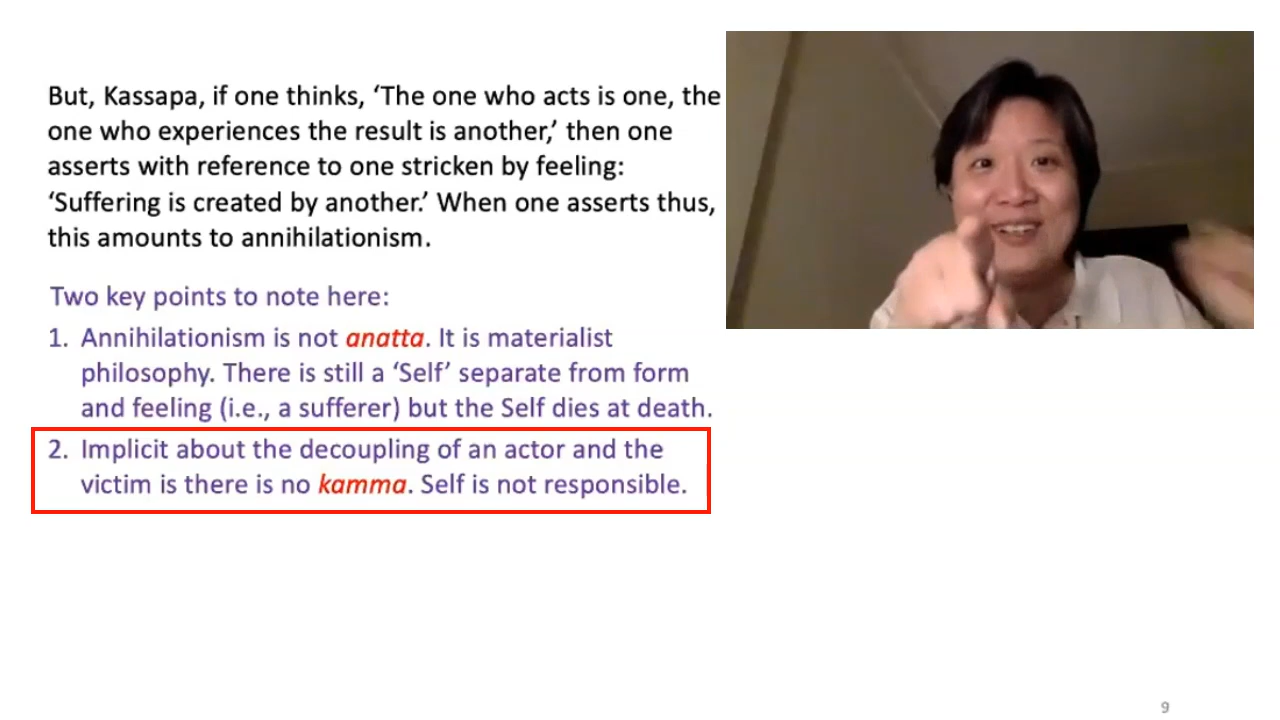 But, Kassapa, if one thinks, ‘The one who acts is one, the
one who experiences the result is another,’ then one
asserts with reference to one stricken by feeling:
‘Suffering is created by another.’ When one asserts thus,
this amounts to annihilationism.
Two key points to note here:
1. Annihilationism is not anatta. It is materialist
philosophy. There is still a ‘Self’ separate from form
and feeling (i.e., a sufferer) but the Self dies at death.
2. Implicit about the decoupling of an actor and the
victim is there is no kamma. Self is not responsible.
9